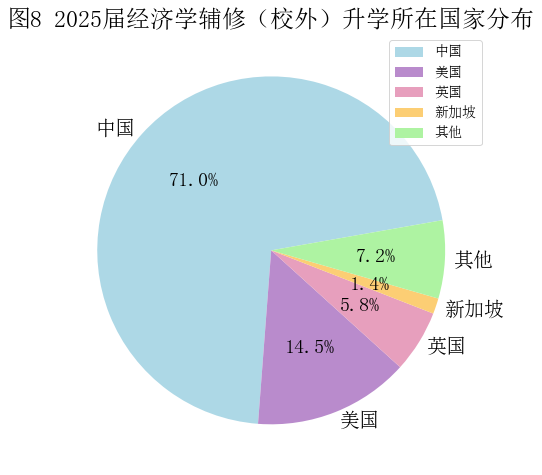 图8 2025届经济学辅修（校外）升学所在国家分布
中国
美国
英国
新加坡
其他
中国
71.0%
7.2%
其他
1.4%
5.8%
新加坡
英国
14.5%
美国